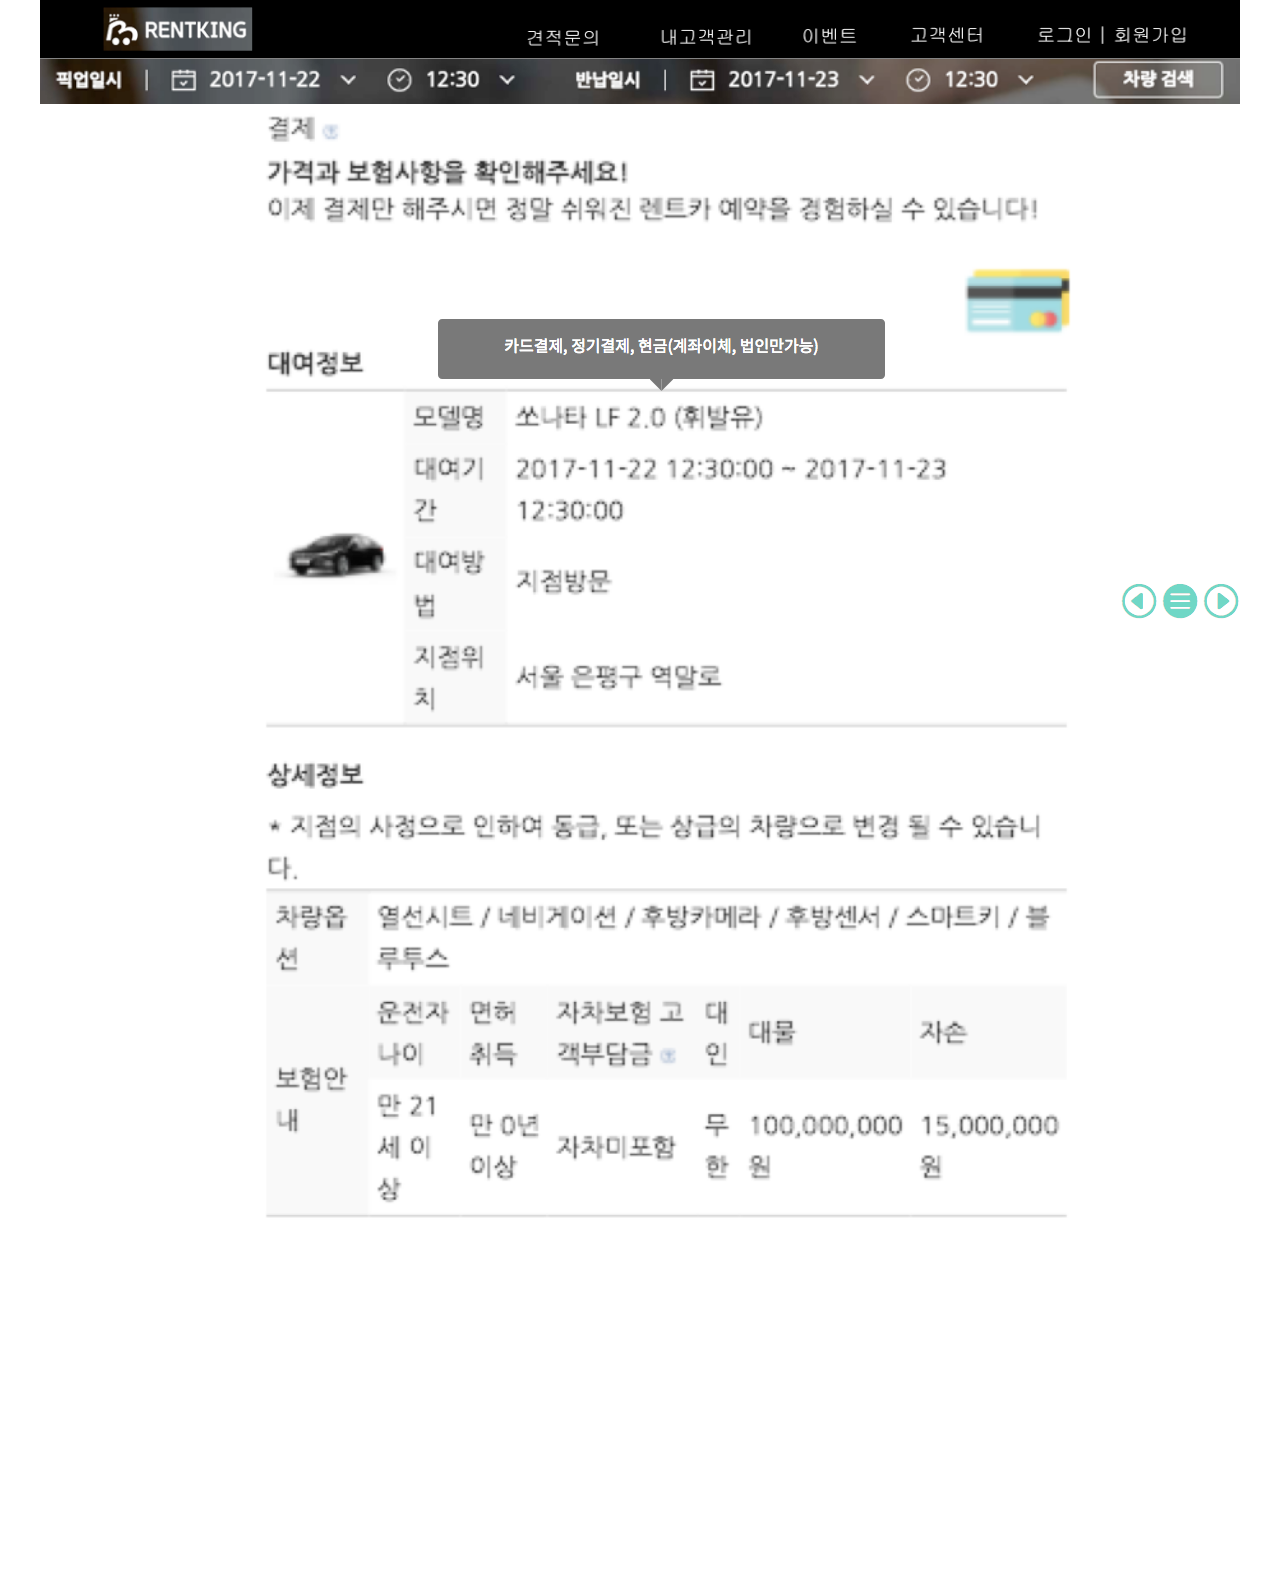 RENTKING
견적문의 내고객관리 이벤트 고객센터 로그인 | 회원가입
픽업일시 | 2017-11-22 12:30 반납일시 | 2017-11-23 12:30 차량 검색
결제
가격과 보험사항을 확인해주세요!
이제 결제만 해주시면 정말 쉬워진 렌트카 예약을 경험하실 수 있습니다!
카드결제, 정기결제, 현금(계좌이체, 법인만가능)
대여정보
모델명 쏘나타 LF 2.0 (휘발유)
대여기
간
2017-11-22 12:30:00 ~ 2017-11-23
12:30:00
대여방
법
지점방문
지점위
치
서울 은평구 역말로
상세정보
* 지점의 사정으로 인하여 동급, 또는 상급의 차량으로 변경 될 수 있습니
다.
차량옵
션
열선시트 / 네비게이션 / 후방카메라 / 후방센서 / 스마트키 / 블
루투스
보험안
내
운전자
나이
면허
취득
자차보험 고
객부담금
대
인
대물
자손
만 21
세 이
상
만 0년
이상
자차미포함
무
한
100,000,000
원
15,000,000
원